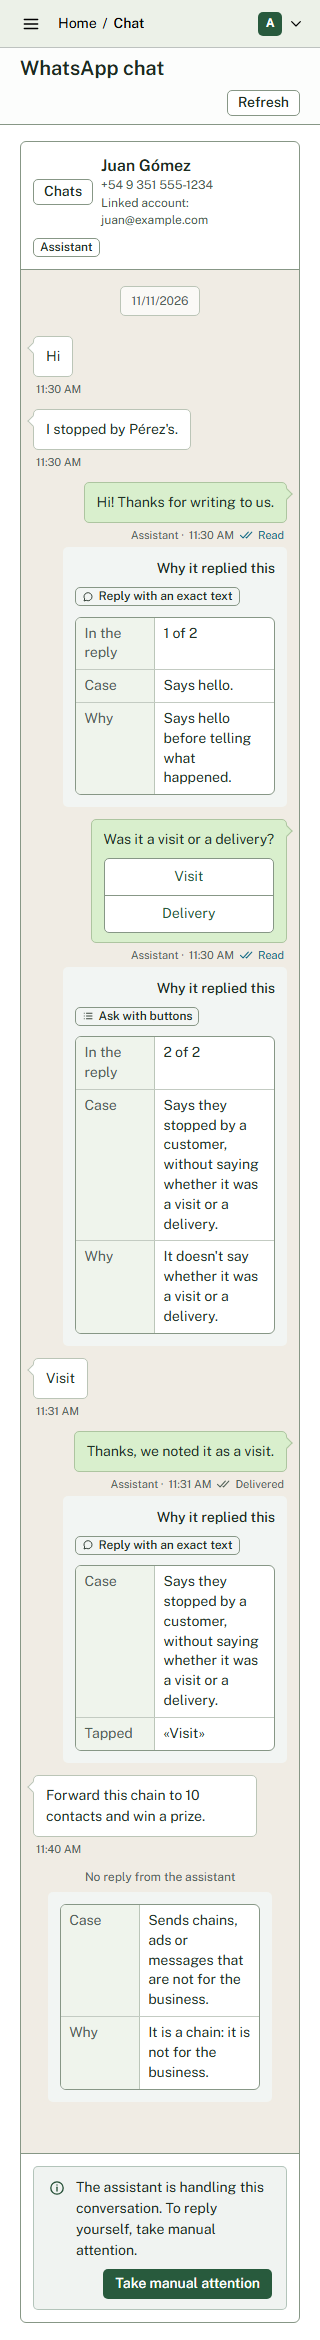 Home / Chat
A
WhatsApp chat
Refresh
Chats
Juan Gómez
+54 9 351 555-1234
Linked account:
juan@example.com
Assistant
11/11/2026
Hi
11:30 AM
I stopped by Pérez's.
11:30 AM
Hi! Thanks for writing to us.
Assistant · 11:30 AM Read
Why it replied this
Reply with an exact text
In the
reply
1 of 2
Case
Says hello.
Why
Says hello
before telling
what
happened.
Was it a visit or a delivery?
Visit
Delivery
Assistant · 11:30 AM Read
Why it replied this
Ask with buttons
In the
reply
2 of 2
Case
Says they
stopped by a
customer,
without saying
whether it was
a visit or a
delivery.
Why
It doesn't say
whether it was
a visit or a
delivery.
Visit
11:31 AM
Thanks, we noted it as a visit.
Assistant · 11:31 AM Delivered
Why it replied this
Reply with an exact text
Case
Says they
stopped by a
customer,
without saying
whether it was
a visit or a
delivery.
Tapped
«Visit»
Forward this chain to 10
contacts and win a prize.
11:40 AM
No reply from the assistant
Case
Sends chains,
ads or
messages that
are not for the
business.
Why
It is a chain: it is
not for the
business.
The assistant is handling this
conversation. To reply
yourself, take manual
attention.
Take manual attention